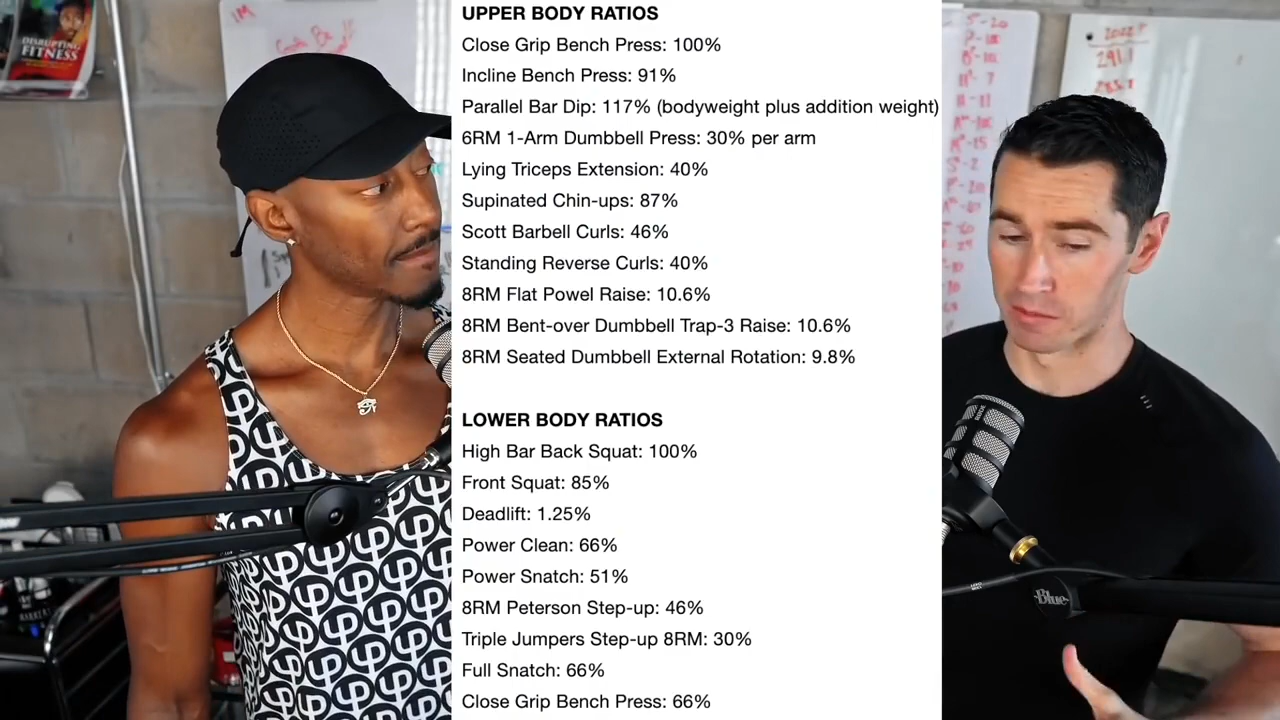 DISRUPTING
FITNESS
UPPER BODY RATIOS
Close Grip Bench Press: 100%
Incline Bench Press: 91%
Parallel Bar Dip: 117% (bodyweight plus addition weight)
6RM 1-Arm Dumbbell Press: 30% per arm
Lying Triceps Extension: 40%
Supinated Chin-ups: 87%
Scott Barbell Curls: 46%
Standing Reverse Curls: 40%
8RM Flat Powel Raise: 10.6%
8RM Bent-over Dumbbell Trap-3 Raise: 10.6%
8RM Seated Dumbbell External Rotation: 9.8%
LOWER BODY RATIOS
High Bar Back Squat: 100%
Front Squat: 85%
Deadlift: 1.25%
Power Clean: 66%
Power Snatch: 51%
8RM Peterson Step-up: 46%
Triple Jumpers Step-up 8RM: 30%
Full Snatch: 66%
Close Grip Bench Press: 66%
Blue